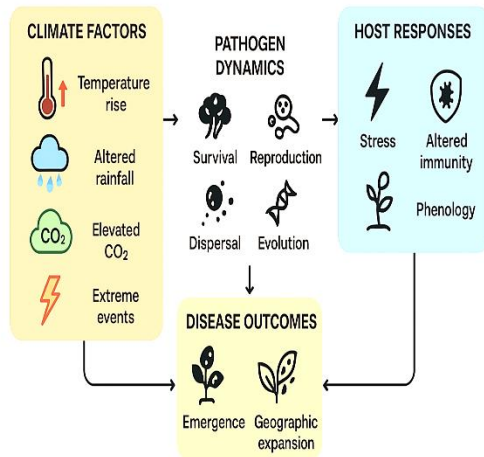 CLIMATE FACTORS
Temperature
rise
Altered
rainfall
CO₂
Elevated
CO₂
Extreme
events
PATHOGEN
DYNAMICS
Survival
Reproduction
Dispersal
Evolution
HOST RESPONSES
Stress
Altered
immunity
Phenology
DISEASE OUTCOMES
Emergence
Geographic
expansion